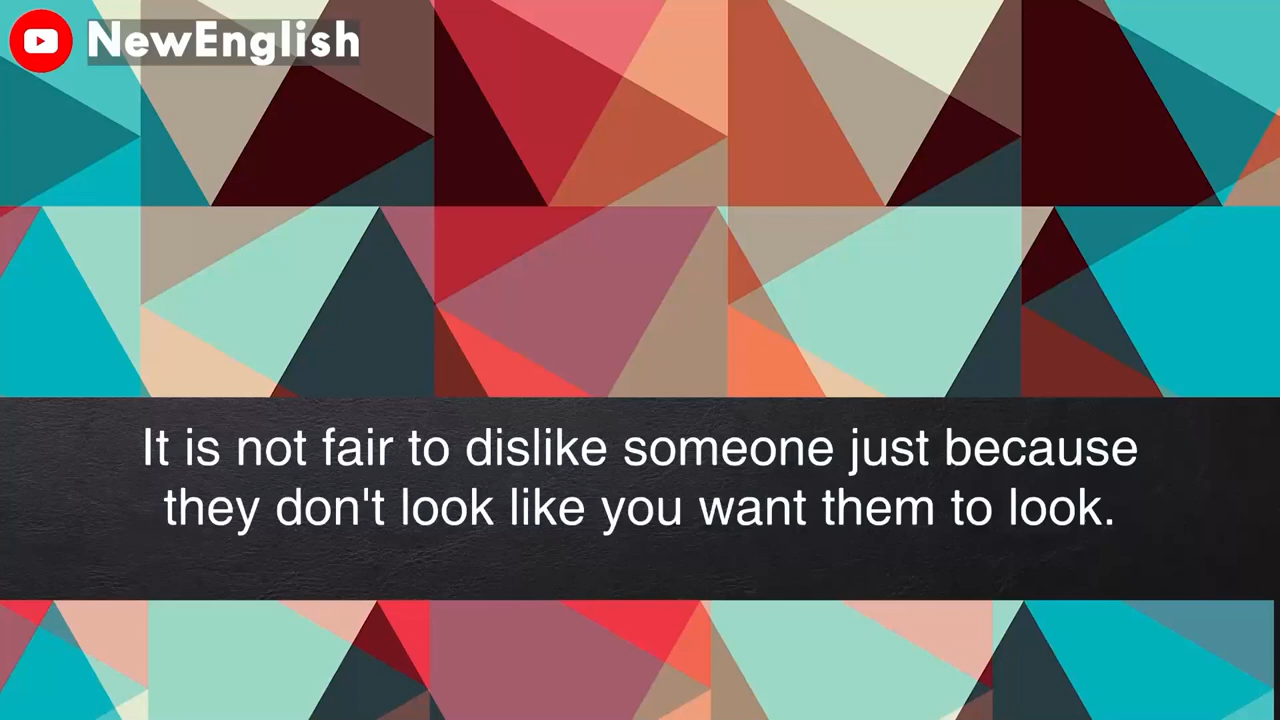 NewEnglish
It is not fair to dislike someone just because
they don't look like you want them to look.